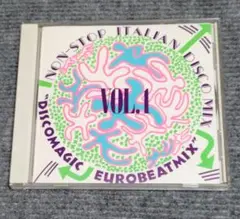 NON-STOP ITALIAN DISCO MIX
VOL.1
"DISCOMAGIC EUROBEATMIX"